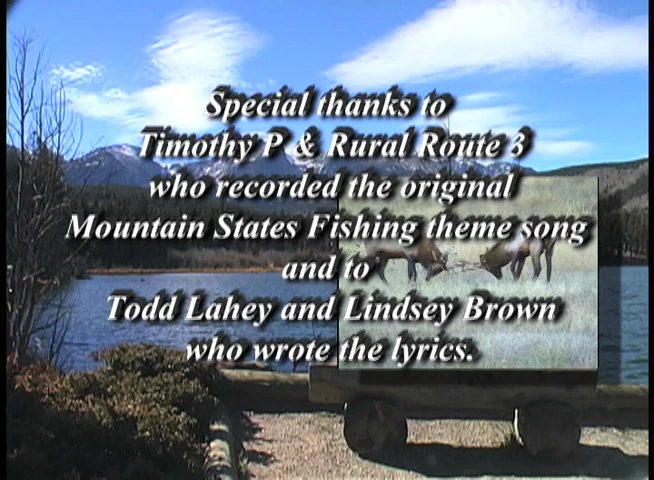 Special thanks to
Timothy P & Rural Route 3
who recorded the original
Mountain States Fishing theme song
and to
Todd Lahey and Lindsey Brown
who wrote the lyrics.